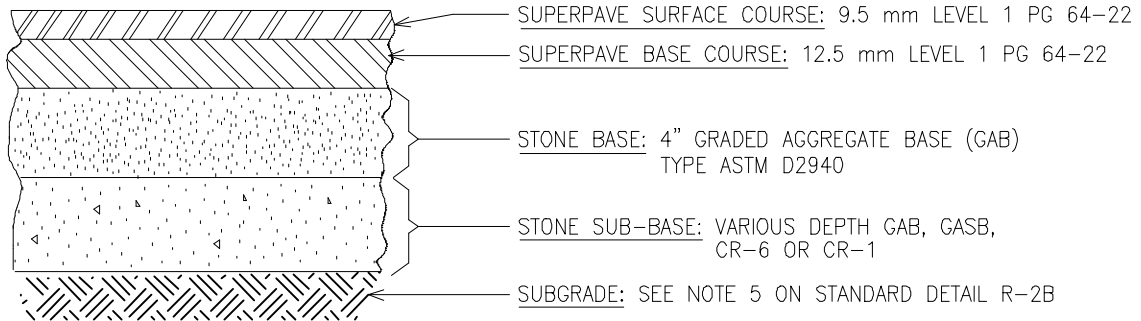 SUPERPAVE SURFACE COURSE: 9.5 mm LEVEL 1 PG 64-22
SUPERPAVE BASE COURSE: 12.5 mm LEVEL 1 PG 64-22
STONE BASE: 4” GRADED AGGREGATE BASE (GAB)
TYPE ASTM D2940
STONE SUB-BASE: VARIOUS DEPTH GAB, GASB,
CR-6 OR CR-1
SUBGRADE: SEE NOTE 5 ON STANDARD DETAIL R-2B